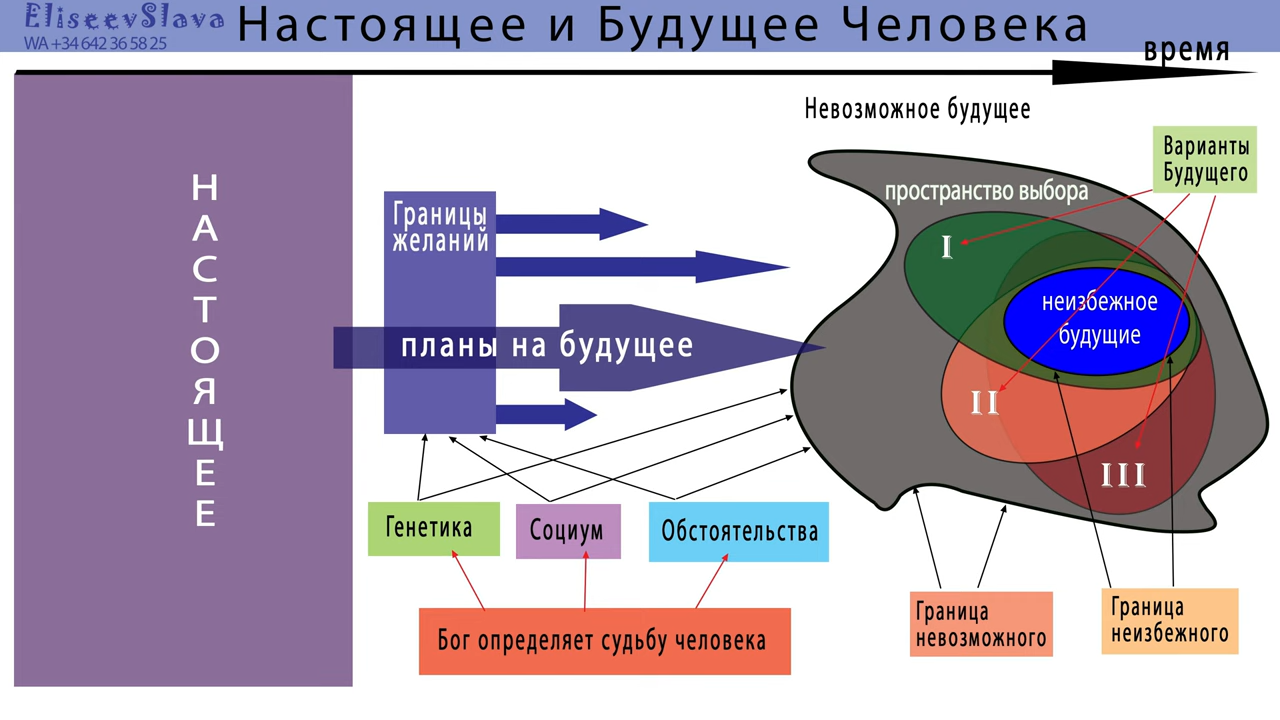 EliseevSlava
WA +34 642 36 58 25
Настоящее и Будущее Человека
время
НАСТОЯЩЕЕ
Границы
желаний
планы на будущее
Невозможное будущее
Варианты
Будущего
пространство выбора
I
неизбежное
будущие
II
III
Генетика
Социум
Обстоятельства
Бог определяет судьбу человека
Граница
невозможного
Граница
неизбежного